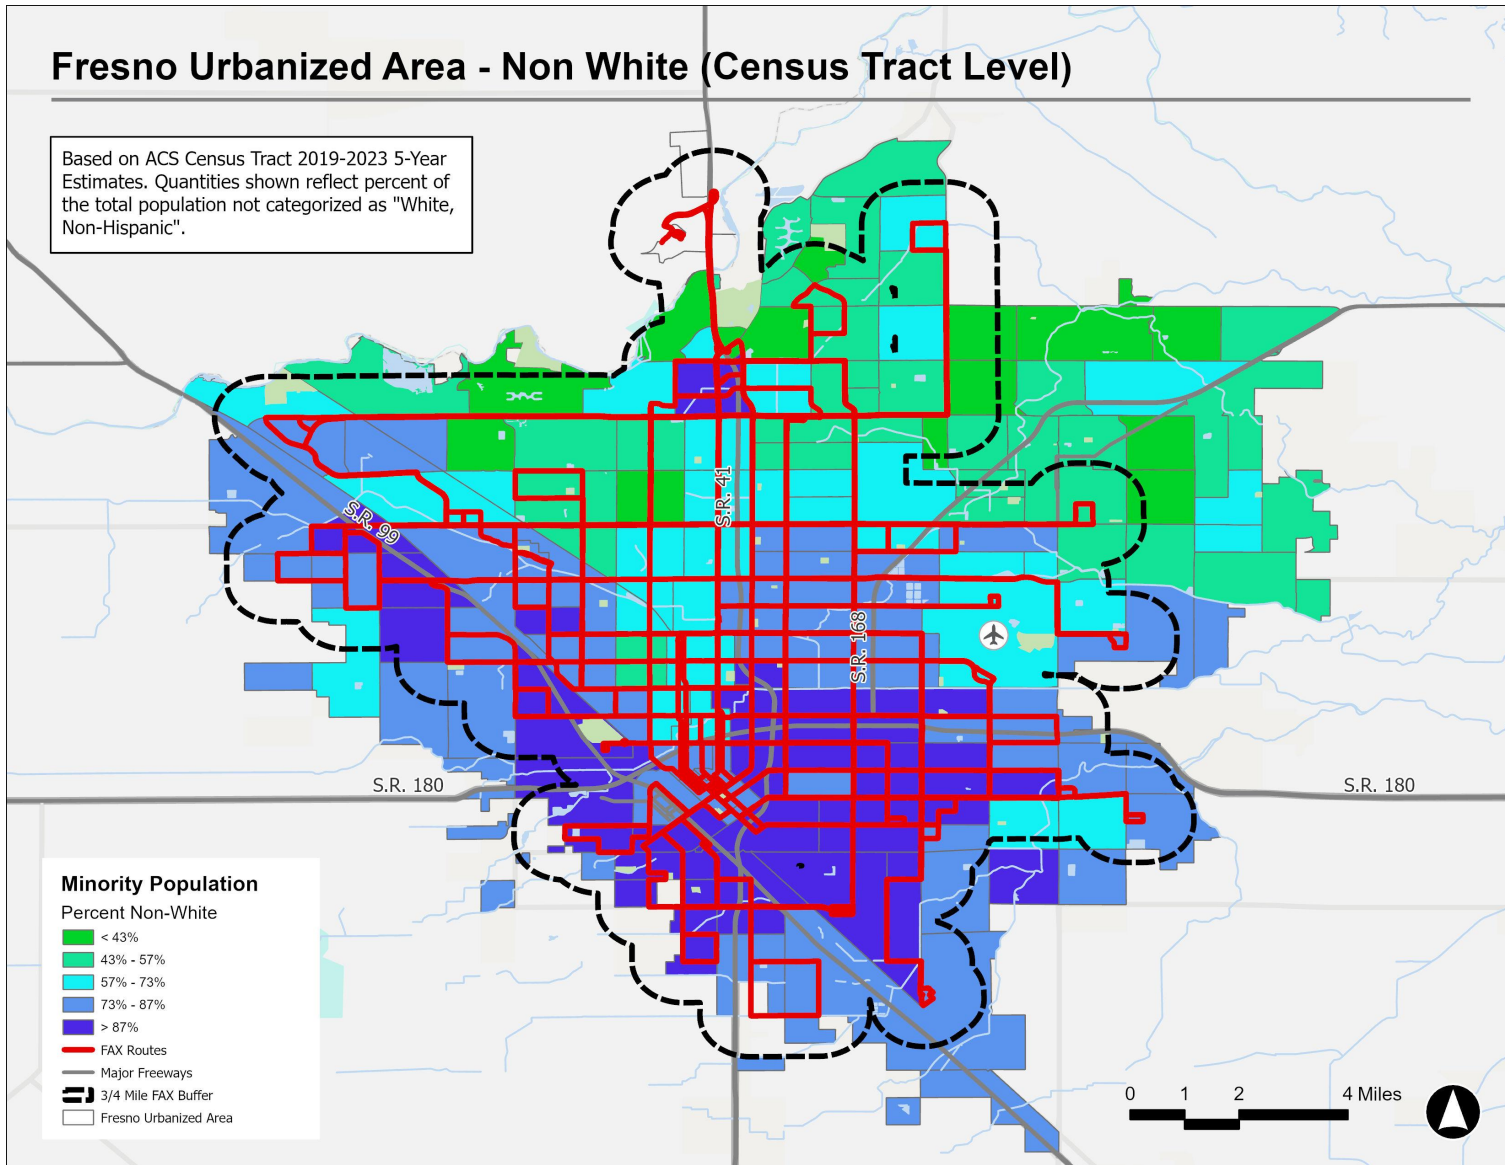 Fresno Urbanized Area - Non White (Census Tract Level)
Based on ACS Census Tract 2019-2023 5-Year
Estimates. Quantities shown reflect percent of
the total population not categorized as "White,
Non-Hispanic".
S.R. 41
S.R. 99
S.R. 168
S.R. 180
S.R. 180
Minority Population
Percent Non-White
< 43%
43% - 57%
57% - 73%
73% - 87%
> 87%
FAX Routes
Major Freeways
3/4 Mile FAX Buffer
Fresno Urbanized Area
0 1 2 4 Miles